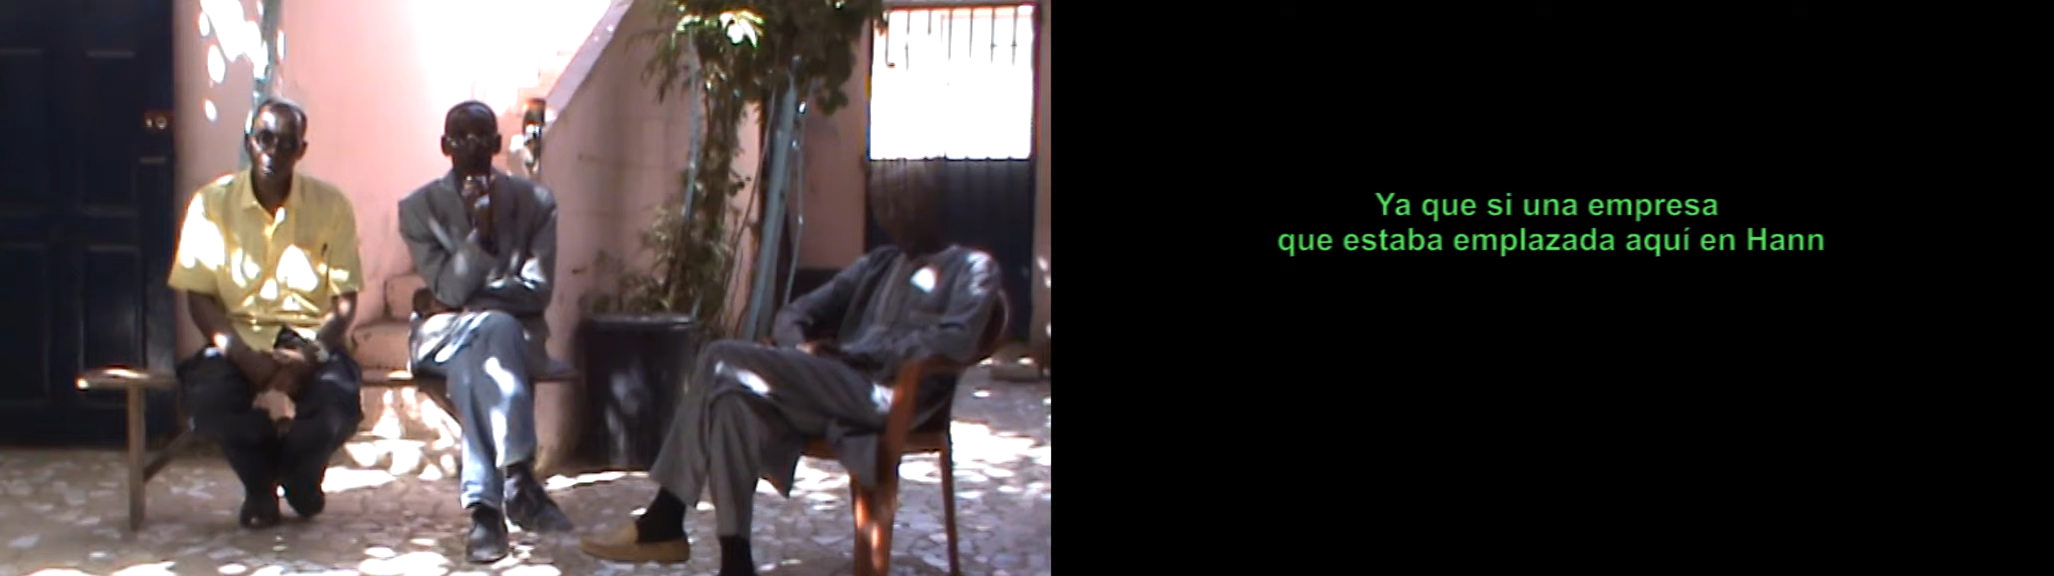 Ya que si una empresa
que estaba emplazada aquí en Hann